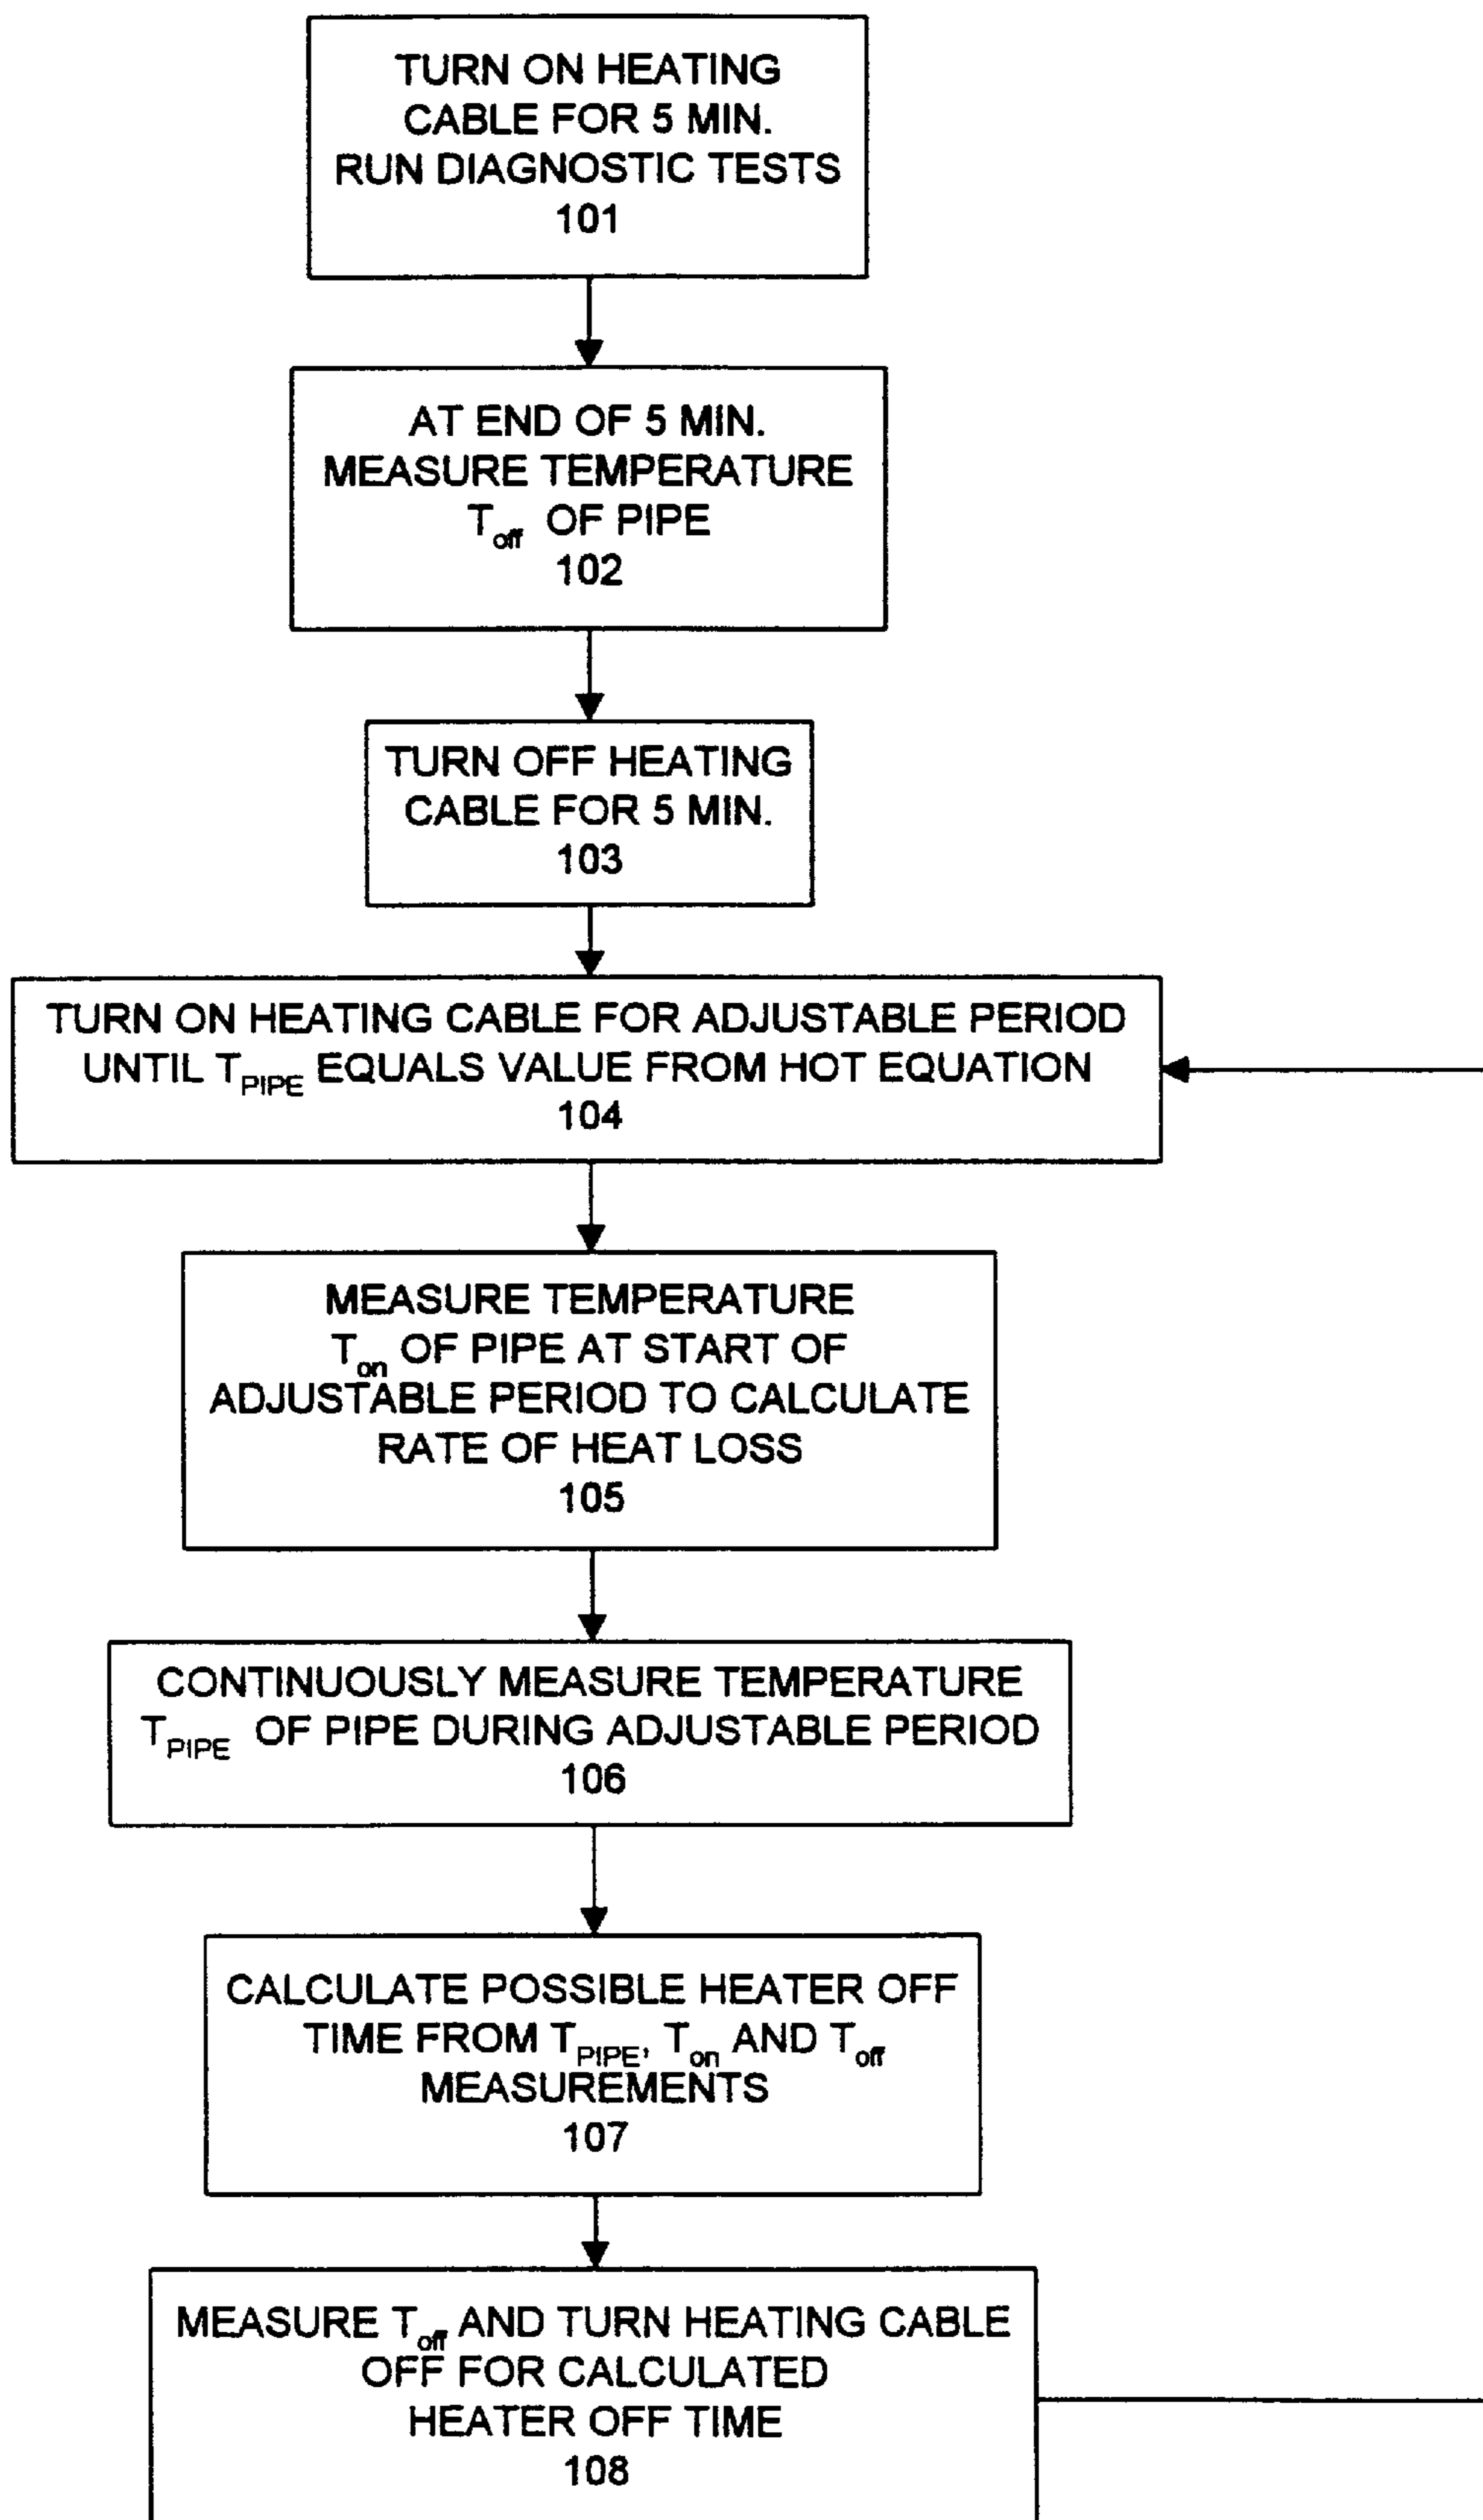 TURN ON HEATING
CABLE FOR 5 MIN.
RUN DIAGNOSTIC TESTS
101
AT END OF 5 MIN.
MEASURE TEMPERATURE
Toff OF PIPE
102
TURN OFF HEATING
CABLE FOR 5 MIN.
103
TURN ON HEATING CABLE FOR ADJUSTABLE PERIOD
UNTIL TPIPE EQUALS VALUE FROM HOT EQUATION
104
MEASURE TEMPERATURE
Ton OF PIPE AT START OF
ADJUSTABLE PERIOD TO CALCULATE
RATE OF HEAT LOSS
105
CONTINUOUSLY MEASURE TEMPERATURE
TPIPE OF PIPE DURING ADJUSTABLE PERIOD
106
CALCULATE POSSIBLE HEATER OFF
TIME FROM TPIPE, Ton AND Toff
MEASUREMENTS
107
MEASURE Toff AND TURN HEATING CABLE
OFF FOR CALCULATED
HEATER OFF TIME
108